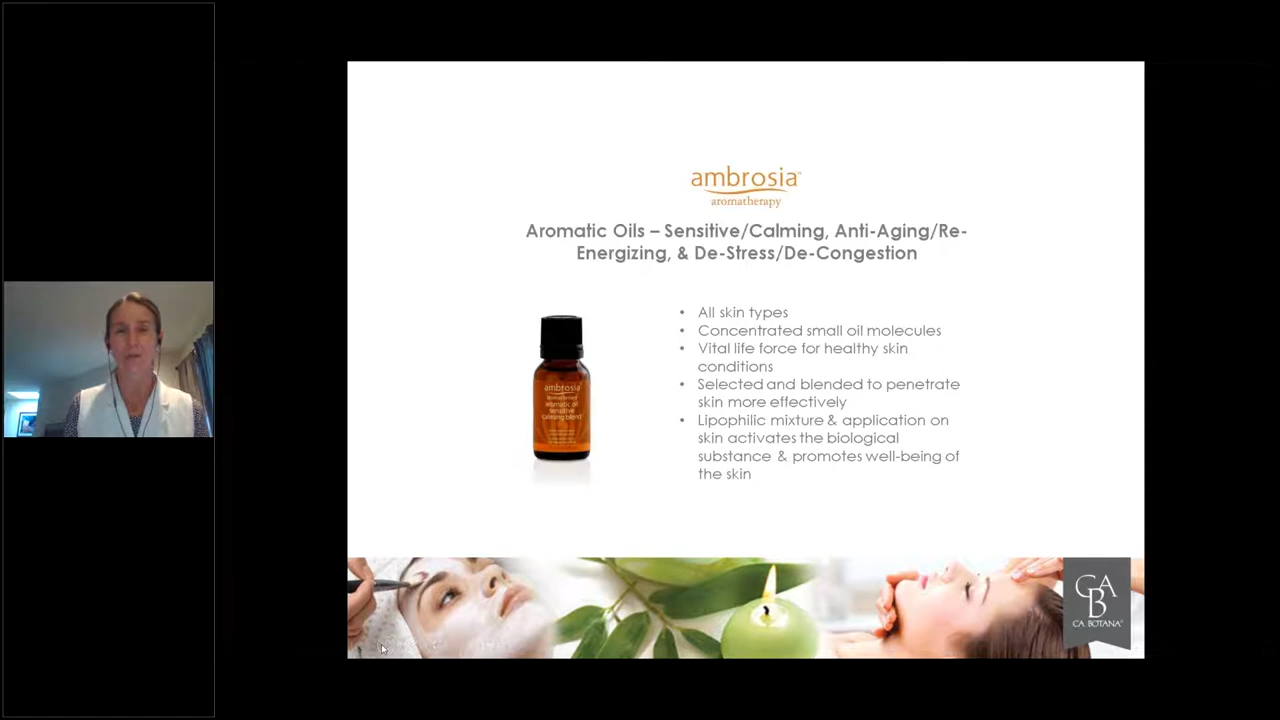 ambrosia™
aromatherapy
Aromatic Oils – Sensitive/Calming, Anti-Aging/Re-
Energizing, & De-Stress/De-Congestion
• All skin types
• Concentrated small oil molecules
• Vital life force for healthy skin
conditions
• Selected and blended to penetrate
skin more effectively
• Lipophilic mixture & application on
skin activates the biological
substance & promotes well-being of
the skin
ambrosia
aromatic oil
sensitive
calming blend
CAB
CA BOTANA®